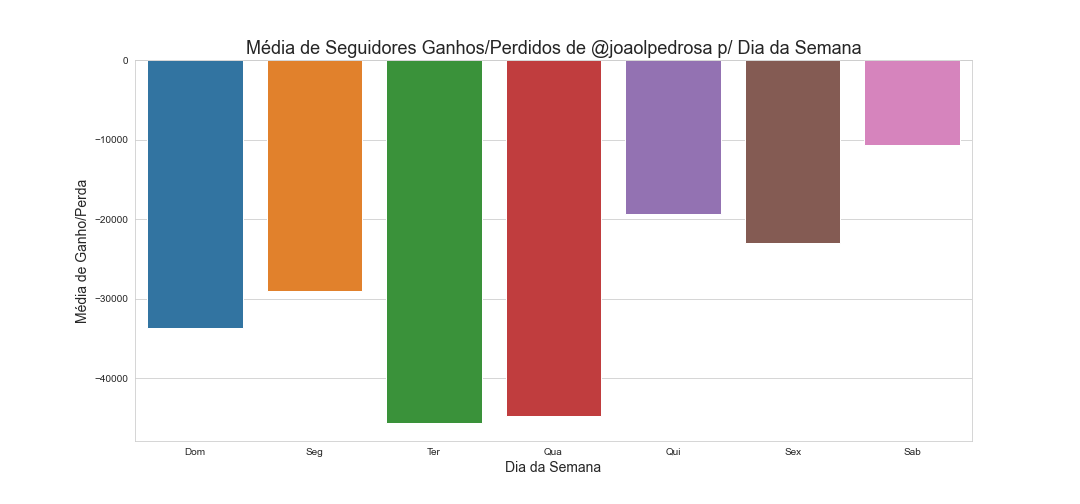 Média de Seguidores Ganhos/Perdidos de @joaolpedrosa p/ Dia da Semana
Média de Ganho/Perda
0
−10000
−20000
−30000
−40000
Dom Seg Ter Qua Qui Sex Sab
Dia da Semana